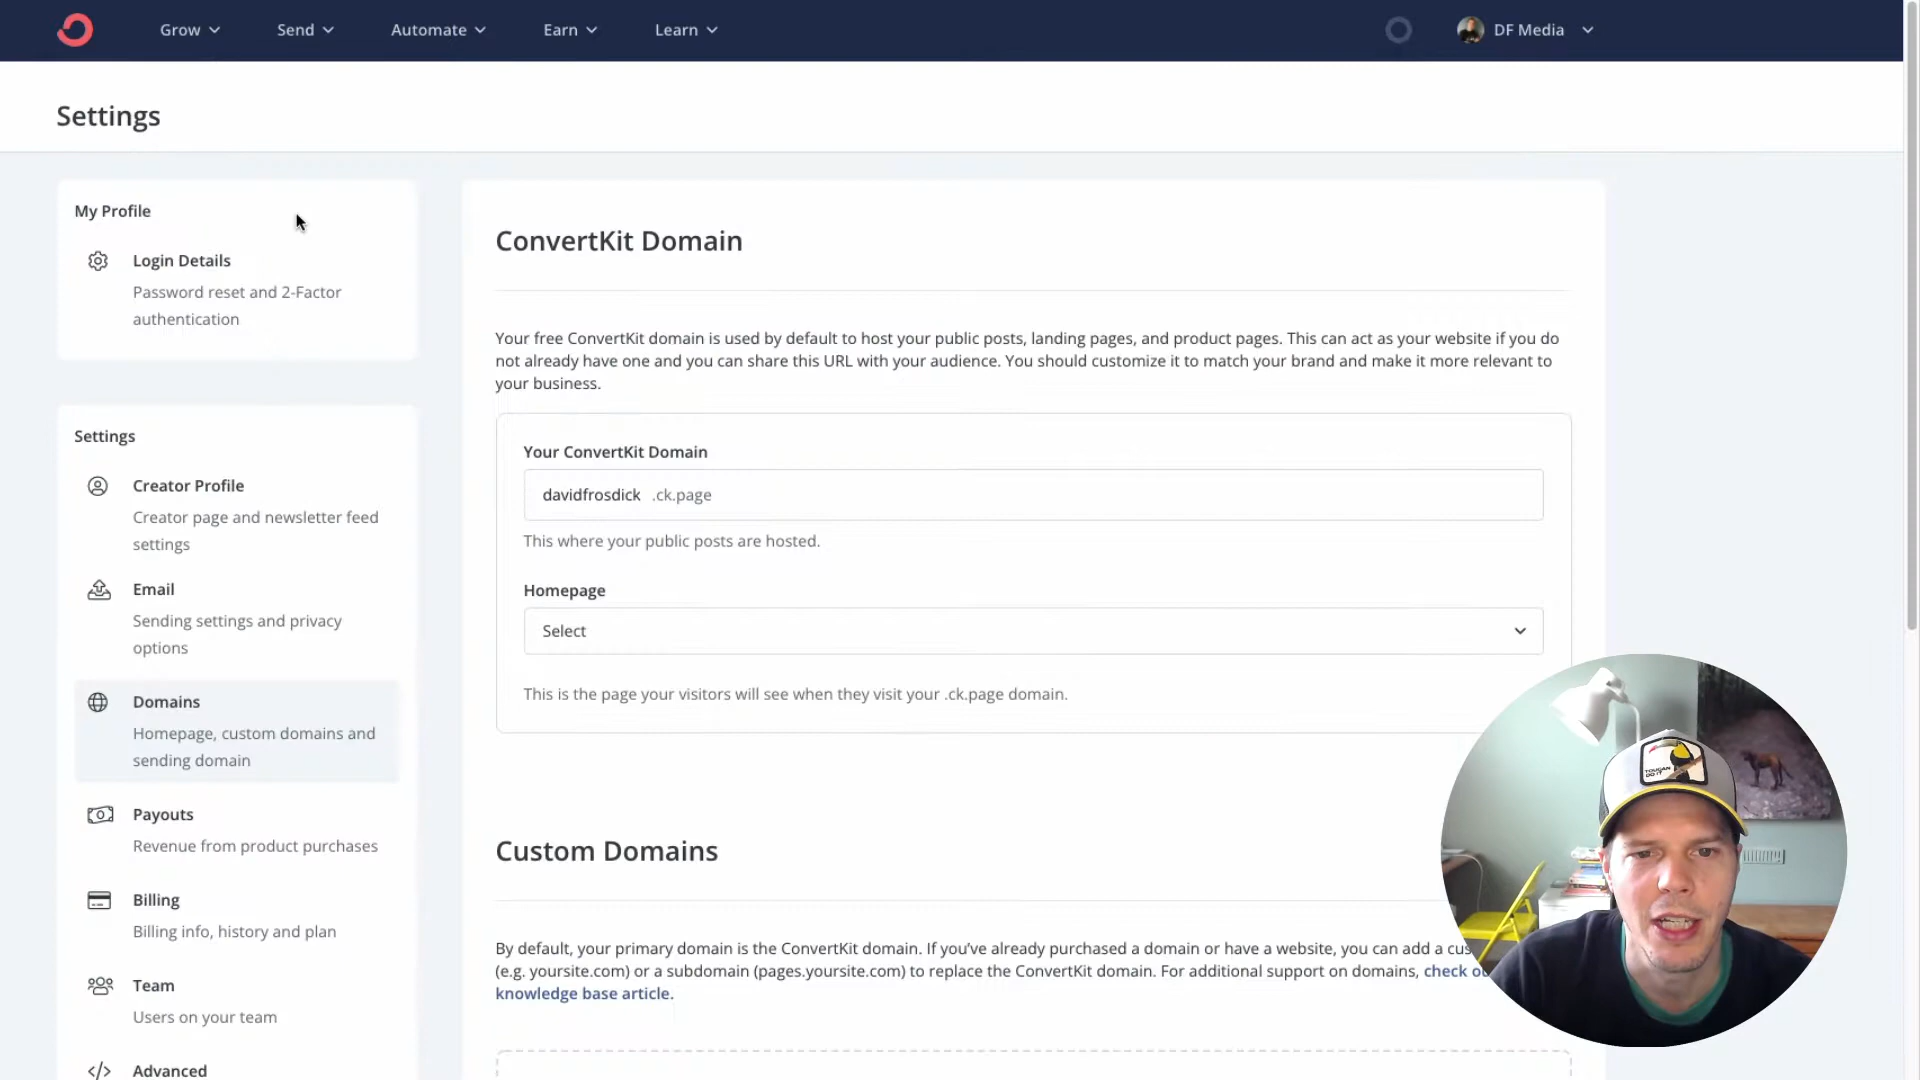 Grow
Send
Automate
Earn
Learn
DF Media
Settings
My Profile
Login Details
Password reset and 2-Factor
authentication
Settings
Creator Profile
Creator page and newsletter feed
settings
Email
Sending settings and privacy
options
Domains
Homepage, custom domains and
sending domain
Payouts
Revenue from product purchases
Billing
Billing info, history and plan
Team
Users on your team
Advanced
ConvertKit Domain
Your free ConvertKit domain is used by default to host your public posts, landing pages, and product pages. This can act as your website if you do
not already have one and you can share this URL with your audience. You should customize it to match your brand and make it more relevant to
your business.
Your ConvertKit Domain
davidfrosdick .ck.page
This where your public posts are hosted.
Homepage
Select
This is the page your visitors will see when they visit your .ck.page domain.
Custom Domains
By default, your primary domain is the ConvertKit domain. If you've already purchased a domain or have a website, you can add a cus
(e.g. yoursite.com) or a subdomain (pages.yoursite.com) to replace the ConvertKit domain. For additional support on domains, check ou
knowledge base article.
TOUCAN
DO IT